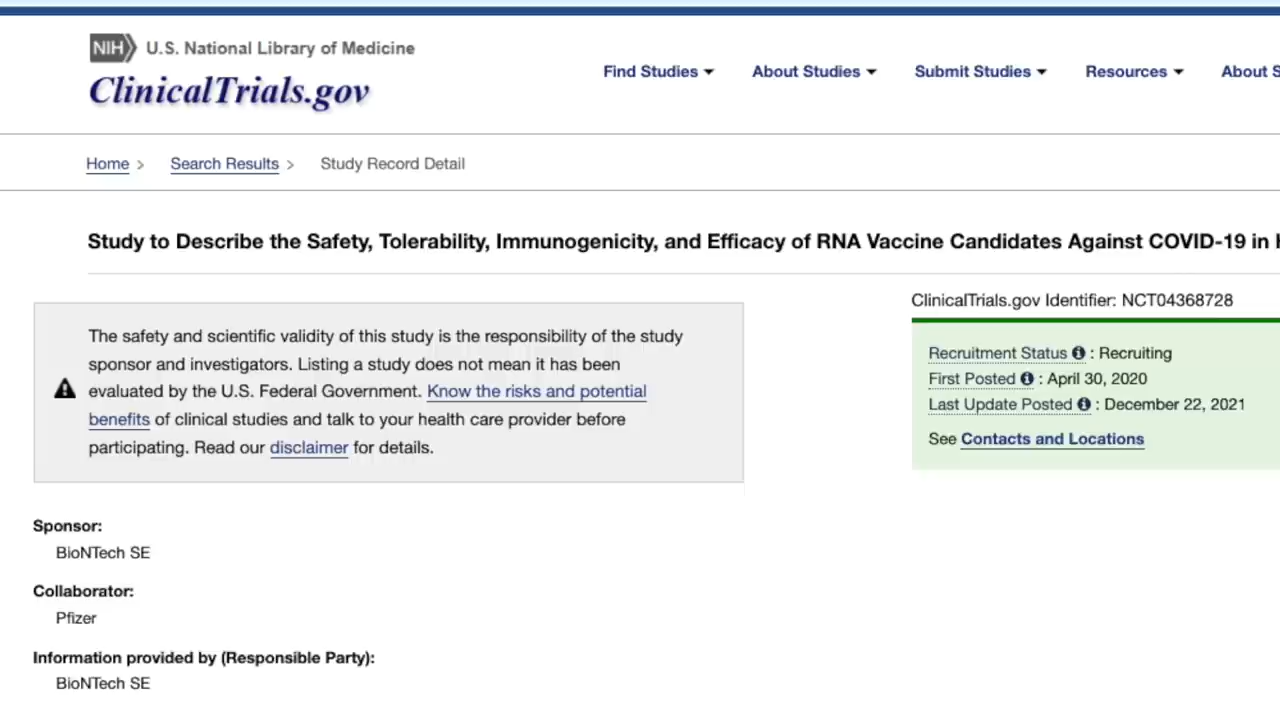 NIH U.S. National Library of Medicine
ClinicalTrials.gov
Find Studies About Studies Submit Studies Resources About
Home > Search Results > Study Record Detail
Study to Describe the Safety, Tolerability, Immunogenicity, and Efficacy of RNA Vaccine Candidates Against COVID-19 in
ClinicalTrials.gov Identifier: NCT04368728
The safety and scientific validity of this study is the responsibility of the study
sponsor and investigators. Listing a study does not mean it has been
evaluated by the U.S. Federal Government. Know the risks and potential
benefits of clinical studies and talk to your health care provider before
participating. Read our disclaimer for details.
Recruitment Status : Recruiting
First Posted : April 30, 2020
Last Update Posted : December 22, 2021
See Contacts and Locations
Sponsor:
BioNTech SE
Collaborator:
Pfizer
Information provided by (Responsible Party):
BioNTech SE